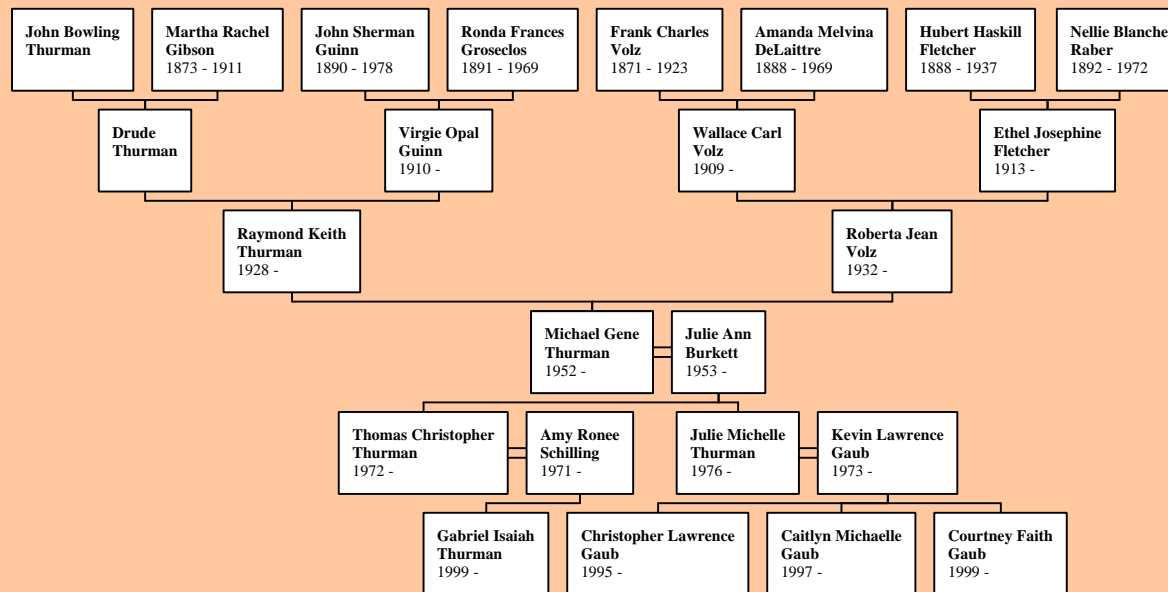 John Bowling
Thurman
Martha Rachel
Gibson
1873 - 1911
John Sherman
Guinn
1890 - 1978
Ronda Frances
Groseclos
1891 - 1969
Frank Charles
Volz
1871 - 1923
Amanda Melvina
DeLaittre
1888 - 1969
Hubert Haskill
Fletcher
1888 - 1937
Nellie Blanche
Raber
1892 - 1972
Drude
Thurman
Virgie Opal
Guinn
1910 -
Wallace Carl
Volz
1909 -
Ethel Josephine
Fletcher
1913 -
Raymond Keith
Thurman
1928 -
Roberta Jean
Volz
1932 -
Michael Gene
Thurman
1952 -
Julie Ann
Burkett
1953 -
Thomas Christopher
Thurman
1972 -
Amy Ronee
Schilling
1971 -
Julie Michelle
Thurman
1976 -
Kevin Lawrence
Gaub
1973 -
Gabriel Isaiah
Thurman
1999 -
Christopher Lawrence
Gaub
1995 -
Caitlyn Michaelle
Gaub
1997 -
Courtney Faith
Gaub
1999 -